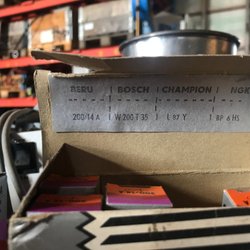 BERU BOSCH CHAMPION NGK
200/14 A W 200 T 35 L 87 Y BP 6 HS